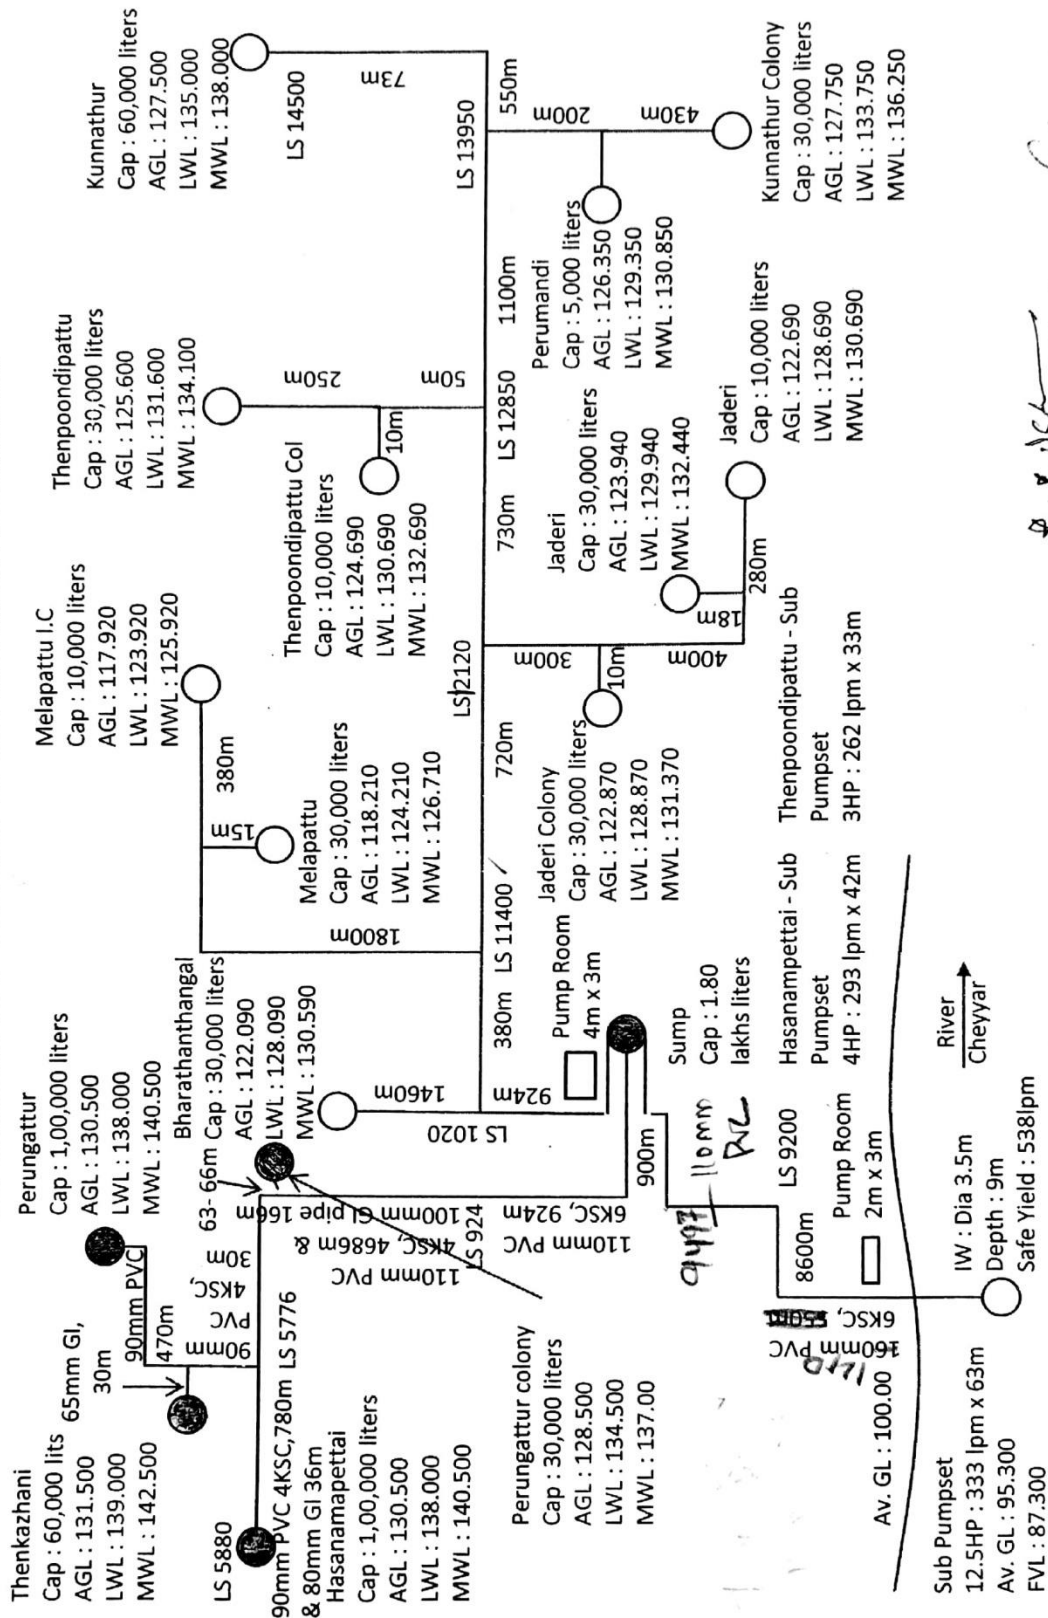 Thenkazhani
Cap : 60,000 lits
AGL : 131.500
LWL : 139.000
MWL : 142.500
65mm GI,
30m
90mm PVC
470m
90mm
PVC
4KSC,
30m
Perungattur
Cap : 1,00,000 liters
AGL : 130.500
LWL : 138.000
MWL : 140.500
63- 66m
Bharathanthangal
Cap : 30,000 liters
AGL : 122.090
LWL : 128.090
MWL : 130.590
LS 5880
90mm PVC 4KSC,780m
& 80mm GI 36m
LS 5776
Hasanamapettai
Cap : 1,00,000 liters
AGL : 130.500
LWL : 138.000
MWL : 140.500
110mm PVC
4KSC, 4686m &
100mm GI pipe 166m
LS 924
110mm PVC
6KSC, 924m
Perungattur colony
Cap : 30,000 liters
AGL : 128.500
LWL : 134.500
MWL : 137.00
1460m
LS 1020
924m
900m
380m
LS 11400
Pump Room
4m x 3m
Sump
Cap : 1.80
lakhs liters
9497
110mm
PVC
LS 9200
8600m
Pump Room
2m x 3m
160mm PVC
6KSC,
Av. GL : 100.00
Sub Pumpset
12.5HP : 333 lpm x 63m
Av. GL : 95.300
FVL : 87.300
IW : Dia 3.5m
Depth : 9m
Safe Yield : 538lpm
River
Cheyyar
Hasanampettai - Sub
Pumpset
4HP : 293 lpm x 42m
Thenpoondipattu - Sub
Pumpset
3HP : 262 lpm x 33m
Melapattu I.C
Cap : 10,000 liters
AGL : 117.920
LWL : 123.920
MWL : 125.920
380m
15m
1800m
Melapattu
Cap : 30,000 liters
AGL : 118.210
LWL : 124.210
MWL : 126.710
720m
LS12120
Jaderi Colony
Cap : 30,000 liters
AGL : 122.870
LWL : 128.870
MWL : 131.370
300m
10m
400m
18m
280m
Jaderi
Cap : 30,000 liters
AGL : 123.940
LWL : 129.940
MWL : 132.440
Jaderi
Cap : 10,000 liters
AGL : 122.690
LWL : 128.690
MWL : 130.690
Thenpoondipattu
Cap : 30,000 liters
AGL : 125.600
LWL : 131.600
MWL : 134.100
250m
50m
10m
Thenpoondipattu Col
Cap : 10,000 liters
AGL : 124.690
LWL : 130.690
MWL : 132.690
730m
LS 12850
1100m
LS 13950
Perumandi
Cap : 5,000 liters
AGL : 126.350
LWL : 129.350
MWL : 130.850
200m
430m
550m
Kunnathur
Cap : 60,000 liters
AGL : 127.500
LWL : 135.000
MWL : 138.000
LS 14500
73m
Kunnathur Colony
Cap : 30,000 liters
AGL : 127.750
LWL : 133.750
MWL : 136.250